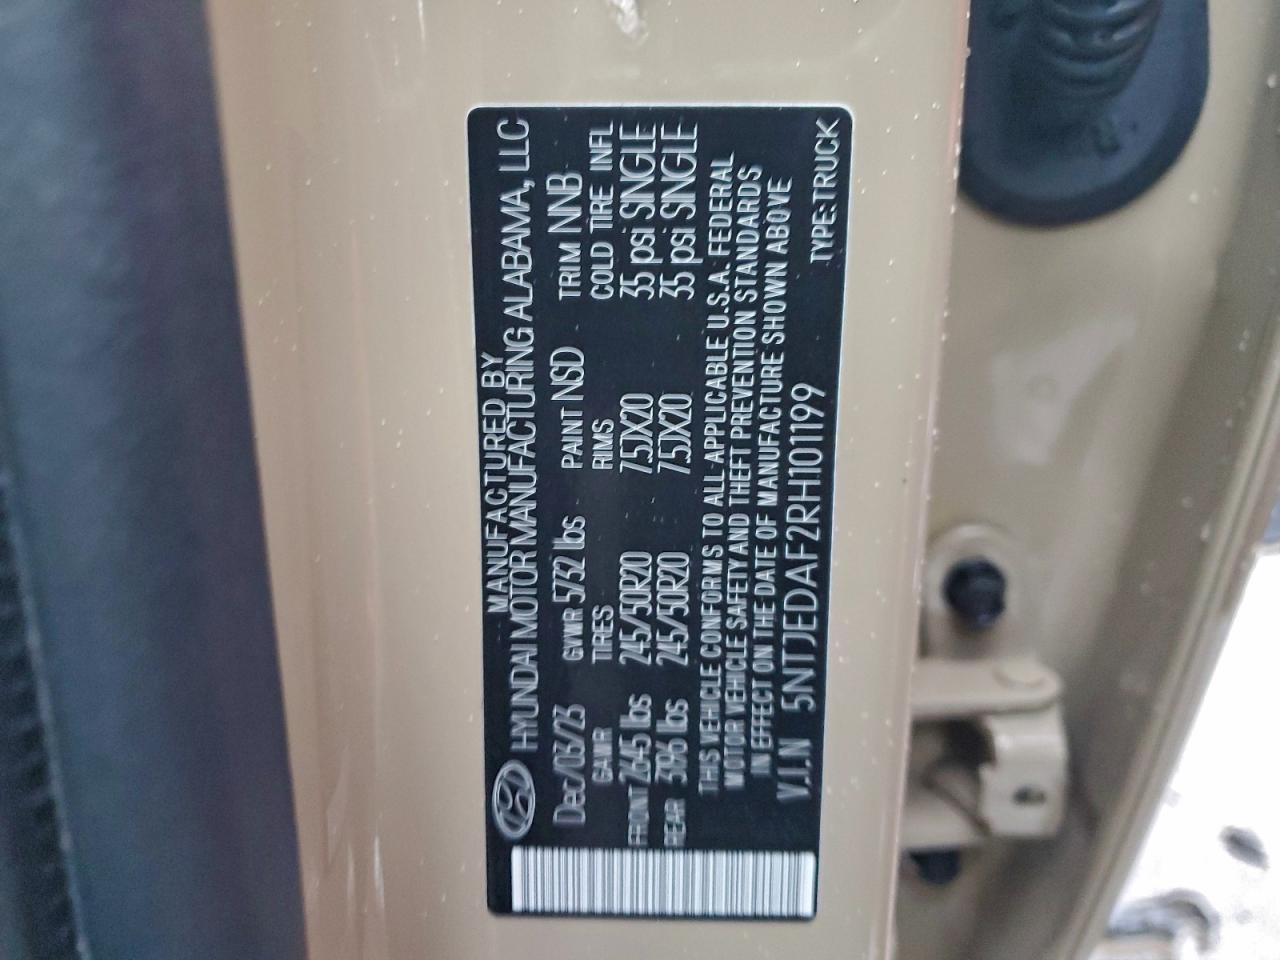 MANUFACTURED BY
HYUNDAI MOTOR MANUFACTURING ALABAMA, LLC
Dec/03/23 GVWR 5732 lbs PAINT NSD TRIM NNB
GAWR TIRES RIMS COLD TIRE INFL
FRONT 2645 lbs 245/50R20 7.5JX20 35 psi SINGLE
REAR 3196 lbs 245/50R20 7.5JX20 35 psi SINGLE
THIS VEHICLE CONFORMS TO ALL APPLICABLE U.S.A. FEDERAL
MOTOR VEHICLE SAFETY AND THEFT PREVENTION STANDARDS
IN EFFECT ON THE DATE OF MANUFACTURE SHOWN ABOVE
V.I.N 5NTJEDAF2RH101199 TYPE:TRUCK